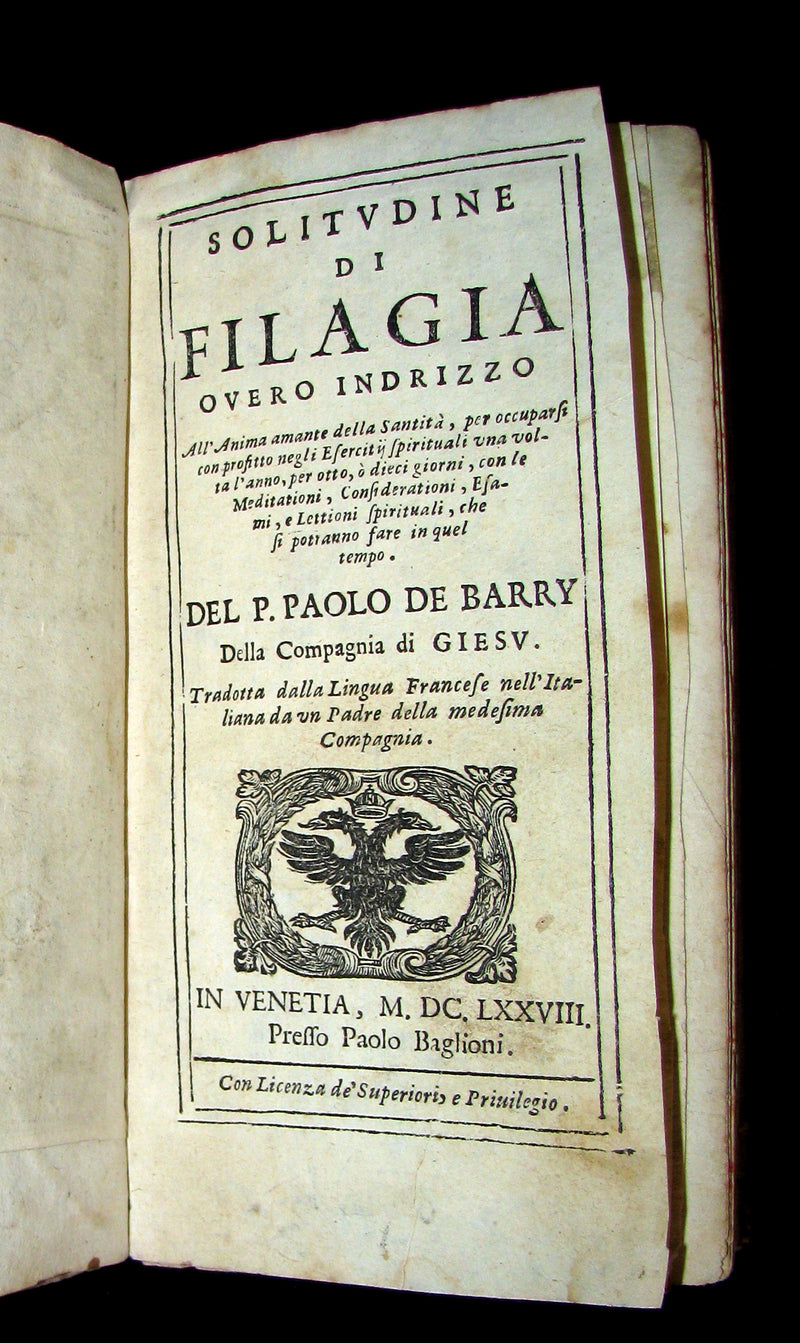 SOLITVDINE
DI
FILAGIA
OVERO INDRIZZO
All'Anima amante della Santità, per occuparſi
con profitto negli Eſercitij ſpirituali vna vol-
ta l'anno, per otto, ò dieci giorni, con le
Meditationi, Conſiderationi, Eſa-
mi, e Lettioni ſpirituali, che
ſi potranno fare in quel
tempo.
DEL P. PAOLO DE BARRY
Della Compagnia di GIESV.
Tradotta dalla Lingua Franceſe nell'Ita-
liana da vn Padre della medeſima
Compagnia.
IN VENETIA, M. DC. LXXVIII.
Preſſo Paolo Baglioni.
Con Licenza de' Superiori, e Priuilegio.